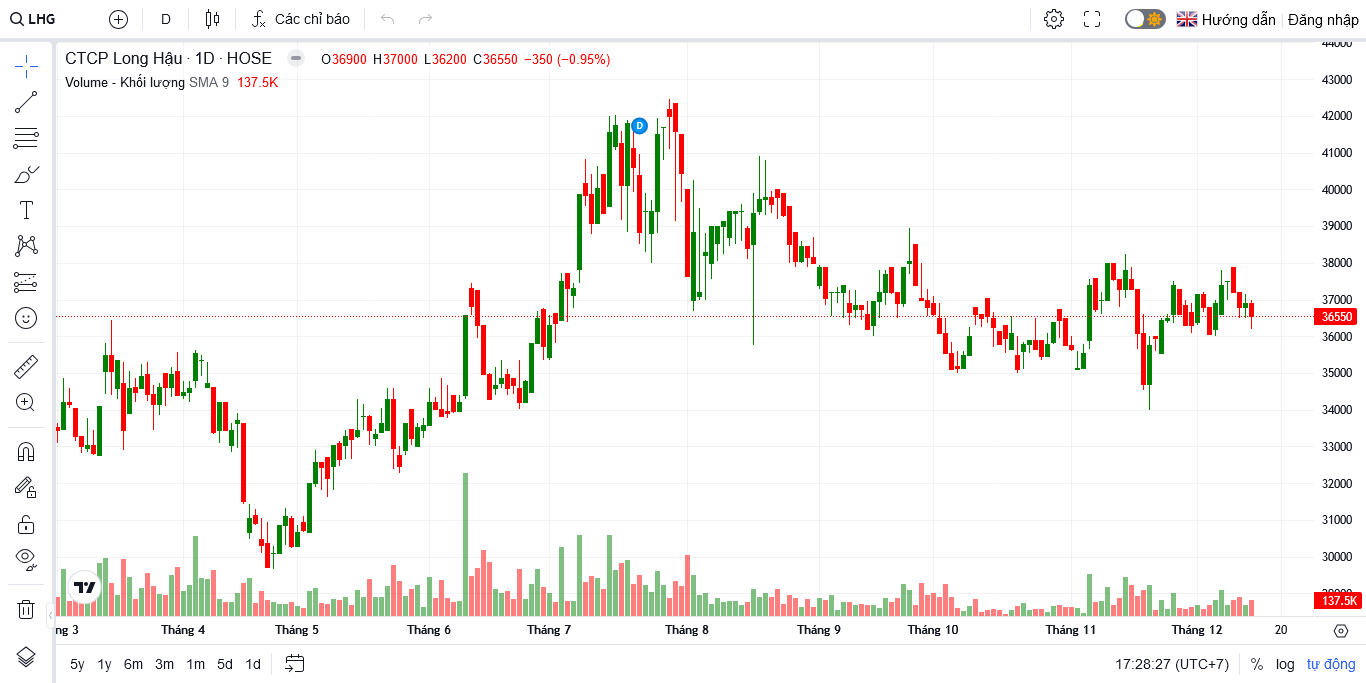 LHG D Các chỉ báo Hướng dẫn Đăng nhập
CTCP Long Hậu · 1D · HOSE O36900 H37000 L36200 C36550 −350 (−0.95%)
Volume - Khối lượng SMA 9 137.5K
D
44000
43000
42000
41000
40000
39000
38000
37000
36550
36000
35000
34000
33000
32000
31000
30000
137.5K
ng 3 Tháng 4 Tháng 5 Tháng 6 Tháng 7 Tháng 8 Tháng 9 Tháng 10 Tháng 11 Tháng 12 20
5y 1y 6m 3m 1m 5d 1d 17:28:27 (UTC+7) % log tự động